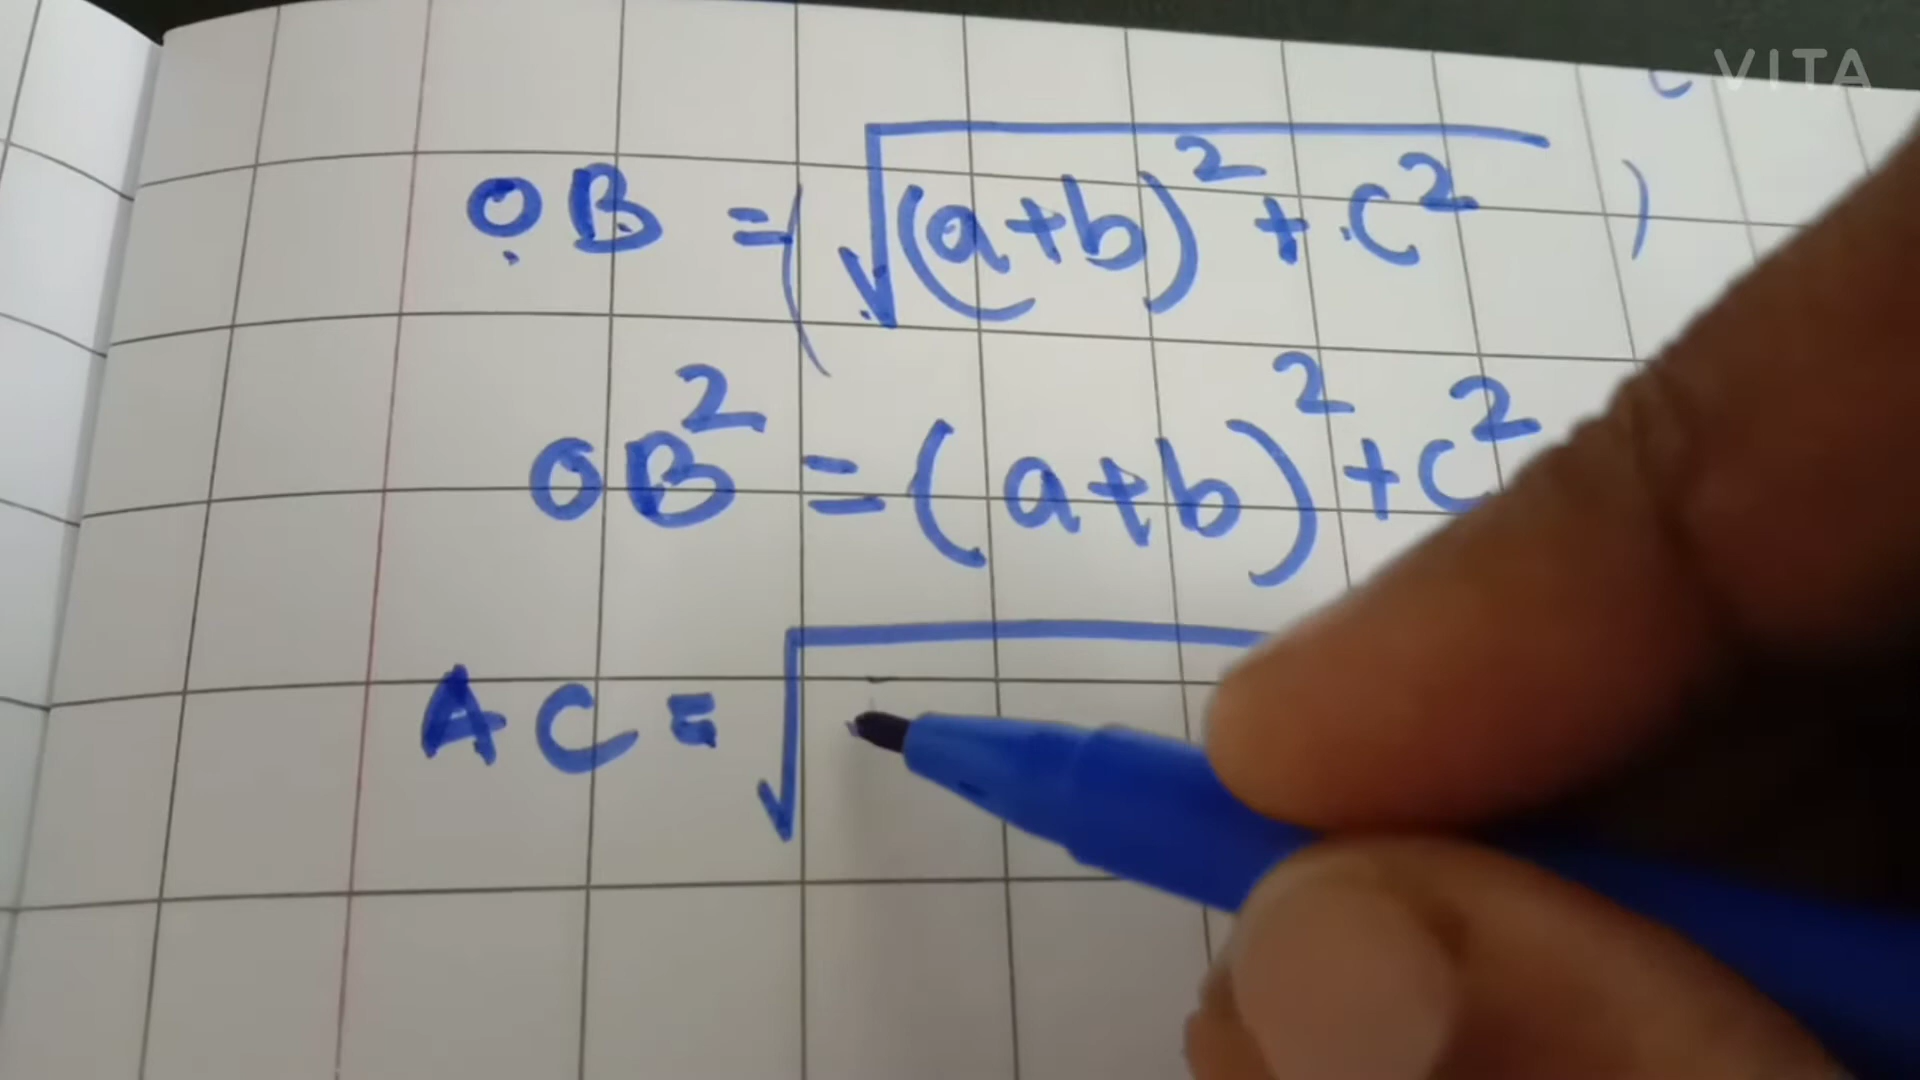 VITA
OB = (√(a+b)² + c² )
OB² = (a+b)² + c²
AC = √